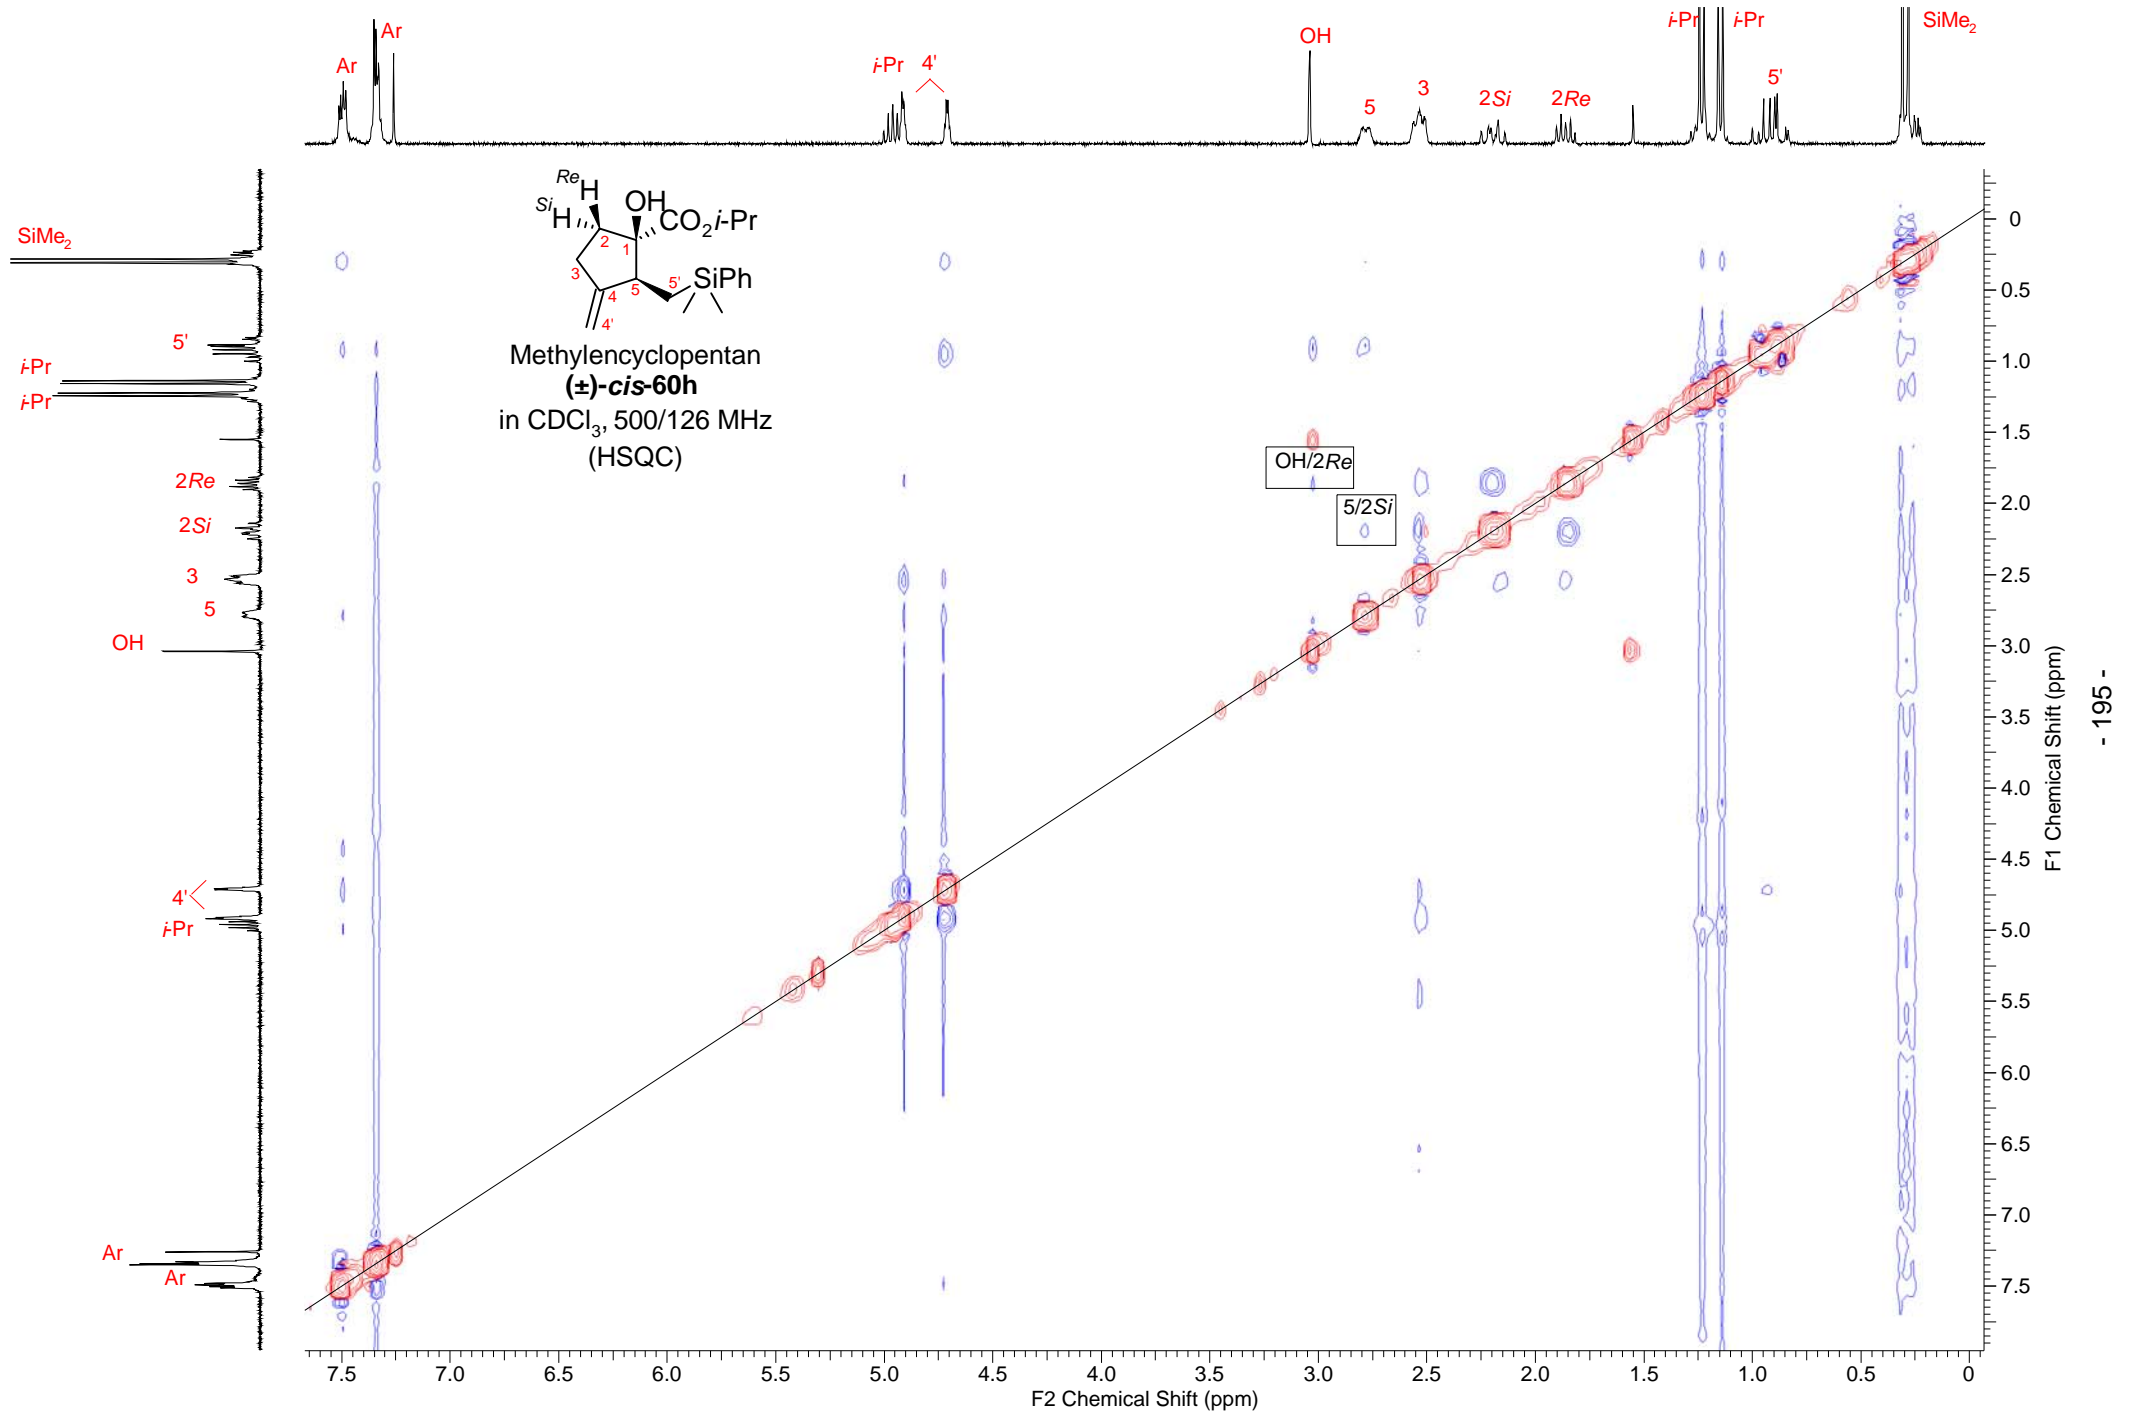 Ar
Ar
i-Pr
4'
OH
5
3
2Si
2Re
i-Pr
i-Pr
5'
SiMe2
SiMe2
5'
i-Pr
i-Pr
2Re
2Si
3
5
OH
4'
i-Pr
Ar
Ar
Re
H
OH
Si
H
CO2i-Pr
2
1
3
4
5
5'
SiPh
4'
Methylencyclopentan
(±)-cis-60h
in CDCl3, 500/126 MHz
(HSQC)
OH/2Re
5/2Si
0
0.5
1.0
1.5
2.0
2.5
3.0
3.5
4.0
4.5
5.0
5.5
6.0
6.5
7.0
7.5
F1 Chemical Shift (ppm)
- 195 -
7.5 7.0 6.5 6.0 5.5 5.0 4.5 4.0 3.5 3.0 2.5 2.0 1.5 1.0 0.5 0
F2 Chemical Shift (ppm)